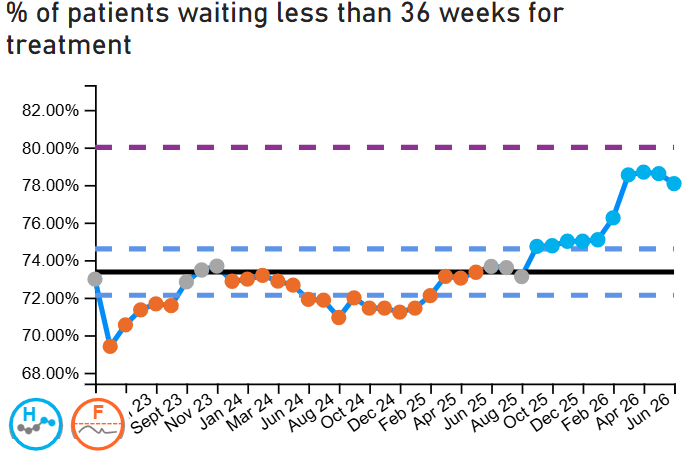 % of patients waiting less than 36 weeks for
treatment
82.00%
80.00%
78.00%
76.00%
74.00%
72.00%
70.00%
68.00%
23
Sept 23
Nov 23
Jan 24
Mar 24
Jun 24
Aug 24
Oct 24
Dec 24
Feb 25
Apr 25
Jun 25
Aug 25
Oct 25
Dec 25
Feb 26
Apr 26
Jun 26
H
F